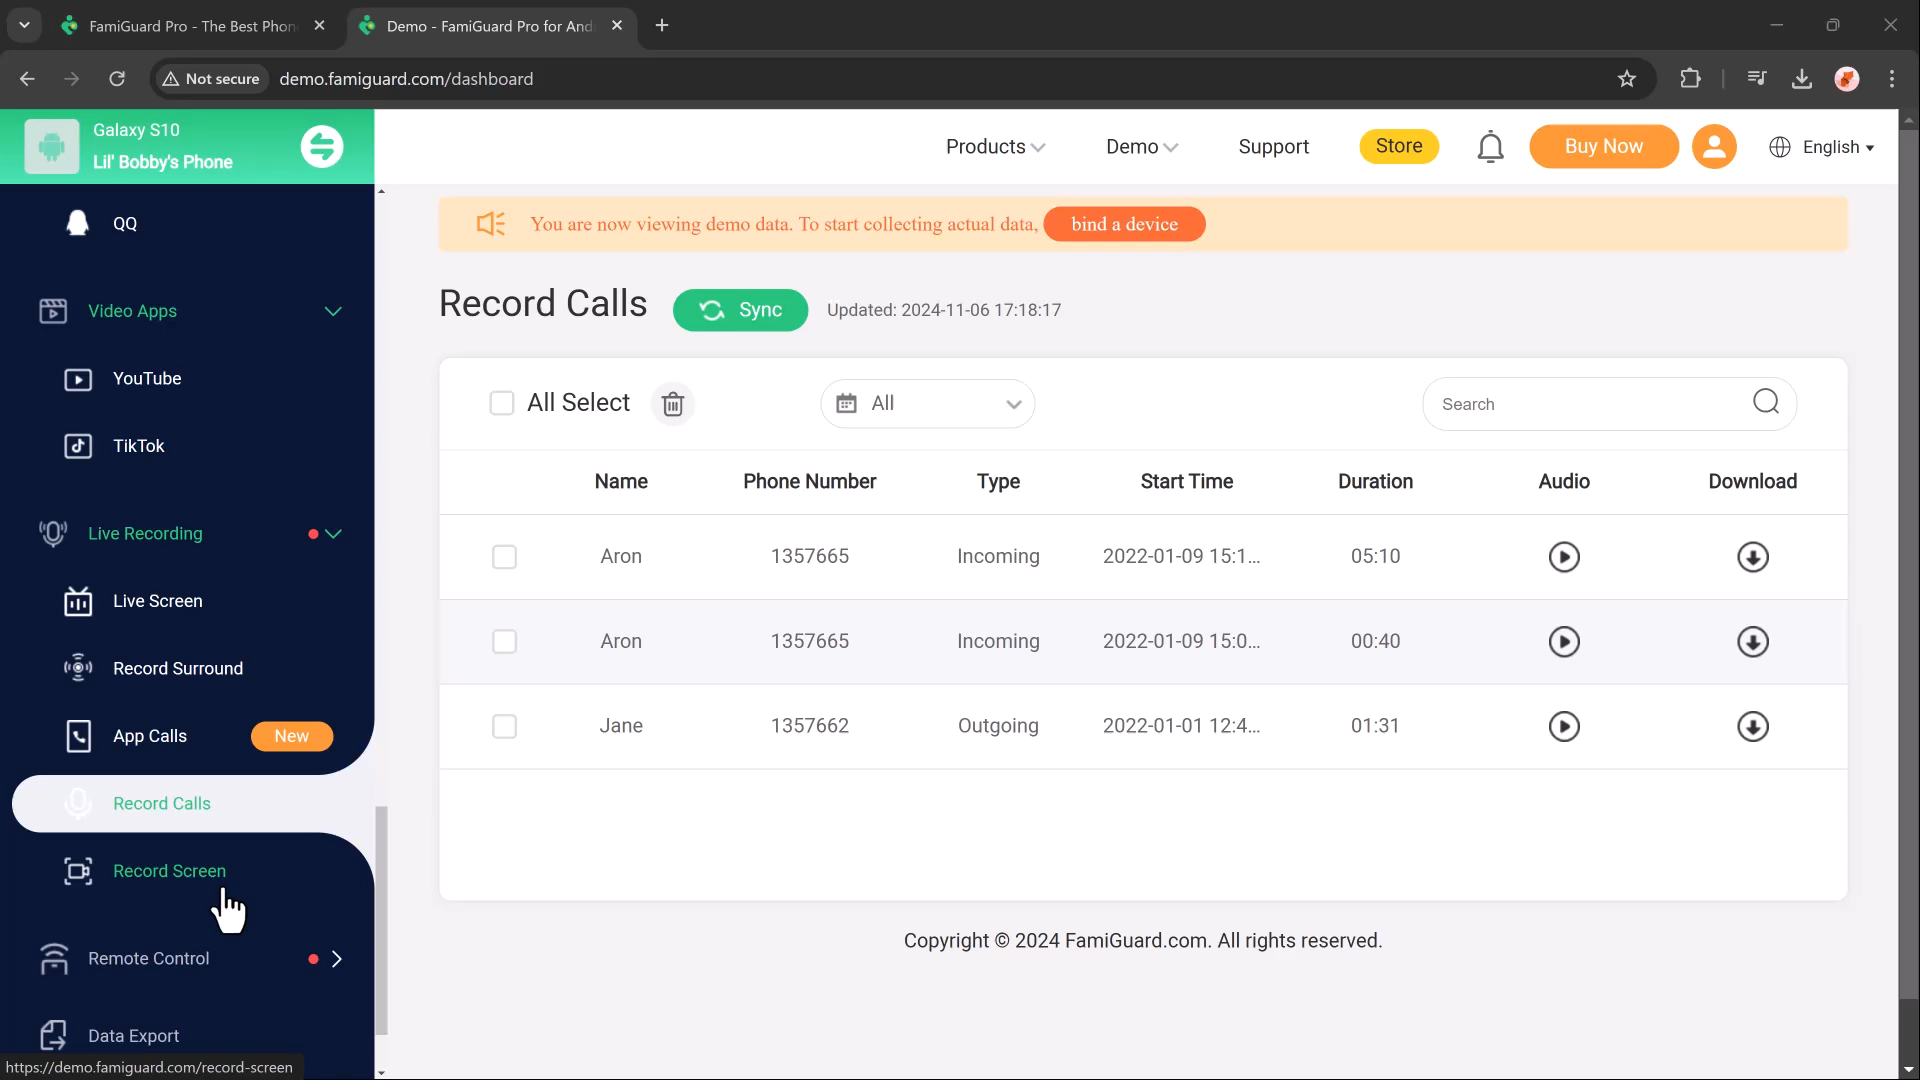 FamiGuard Pro - The Best Phon
Demo - FamiGuard Pro for And
Not secure
demo.famiguard.com/dashboard
Galaxy S10
Lil' Bobby's Phone
Products
Demo
Support
Store
Buy Now
English
QQ
Video Apps
YouTube
TikTok
Live Recording
Live Screen
Record Surround
App Calls
New
Record Calls
Record Screen
Remote Control
Data Export
https://demo.famiguard.com/record-screen
You are now viewing demo data. To start collecting actual data,
bind a device
Record Calls
Sync
Updated: 2024-11-06 17:18:17
All Select
All
Search
Name Phone Number Type Start Time Duration Audio Download
Aron 1357665 Incoming 2022-01-09 15:1... 05:10
Aron 1357665 Incoming 2022-01-09 15:0... 00:40
Jane 1357662 Outgoing 2022-01-01 12:4... 01:31
Copyright © 2024 FamiGuard.com. All rights reserved.